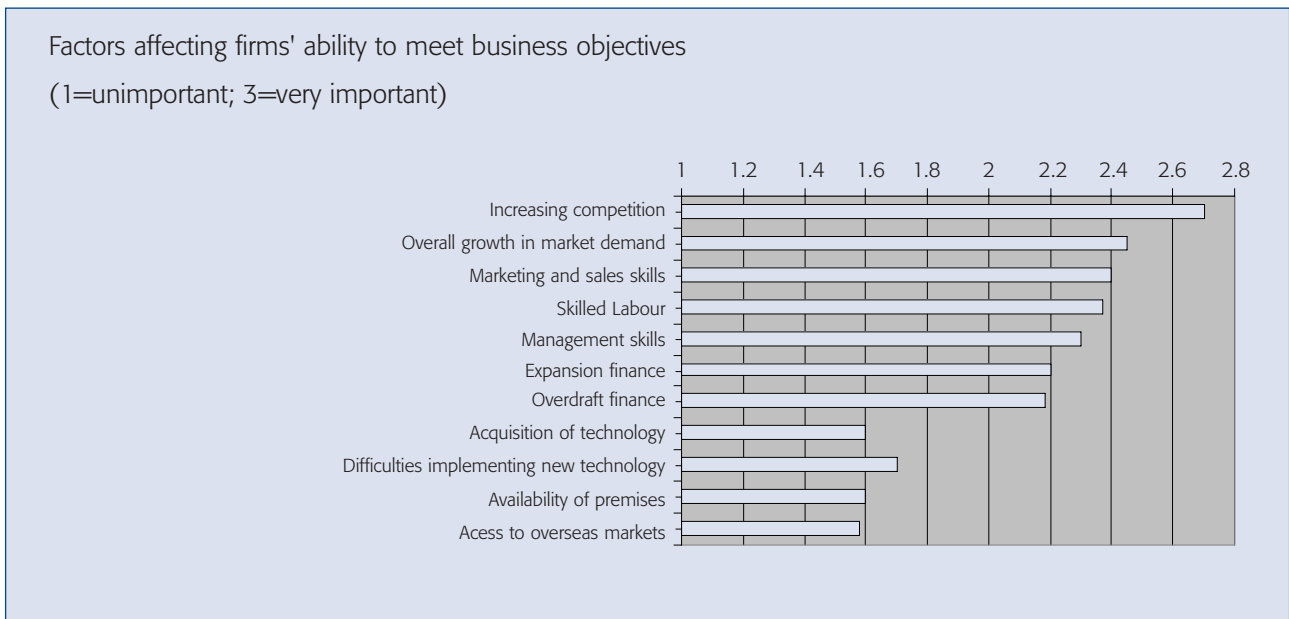 Factors affecting firms' ability to meet business objectives
(1=unimportant; 3=very important)
1 1.2 1.4 1.6 1.8 2 2.2 2.4 2.6 2.8
Increasing competition
Overall growth in market demand
Marketing and sales skills
Skilled Labour
Management skills
Expansion finance
Overdraft finance
Acquisition of technology
Difficulties implementing new technology
Availability of premises
Acess to overseas markets